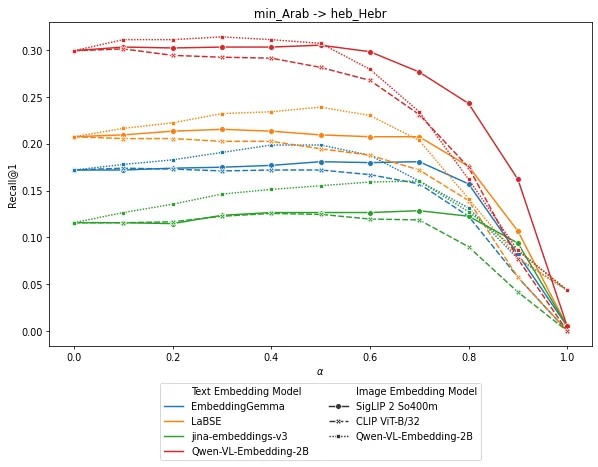 min_Arab -> heb_Hebr
Recall@1
0.30
0.25
0.20
0.15
0.10
0.05
0.00
0.0 0.2 0.4 0.6 0.8 1.0
α
Text Embedding Model
EmbeddingGemma
LaBSE
jina-embeddings-v3
Qwen-VL-Embedding-2B
Image Embedding Model
SigLIP 2 So400m
CLIP ViT-B/32
Qwen-VL-Embedding-2B